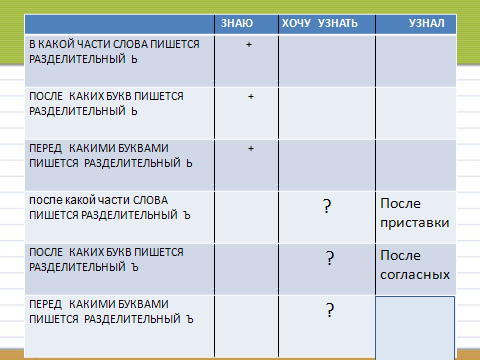 ЗНАЮ ХОЧУ УЗНАТЬ УЗНАЛ
В КАКОЙ ЧАСТИ СЛОВА ПИШЕТСЯ +
РАЗДЕЛИТЕЛЬНЫЙ Ь
ПОСЛЕ КАКИХ БУКВ ПИШЕТСЯ +
РАЗДЕЛИТЕЛЬНЫЙ Ь
ПЕРЕД КАКИМИ БУКВАМИ +
ПИШЕТСЯ РАЗДЕЛИТЕЛЬНЫЙ Ь
после какой части СЛОВА ? После
ПИШЕТСЯ РАЗДЕЛИТЕЛЬНЫЙ Ъ приставки
ПОСЛЕ КАКИХ БУКВ ПИШЕТСЯ ? После
РАЗДЕЛИТЕЛЬНЫЙ Ъ согласных
ПЕРЕД КАКИМИ БУКВАМИ ?
ПИШЕТСЯ РАЗДЕЛИТЕЛЬНЫЙ Ъ